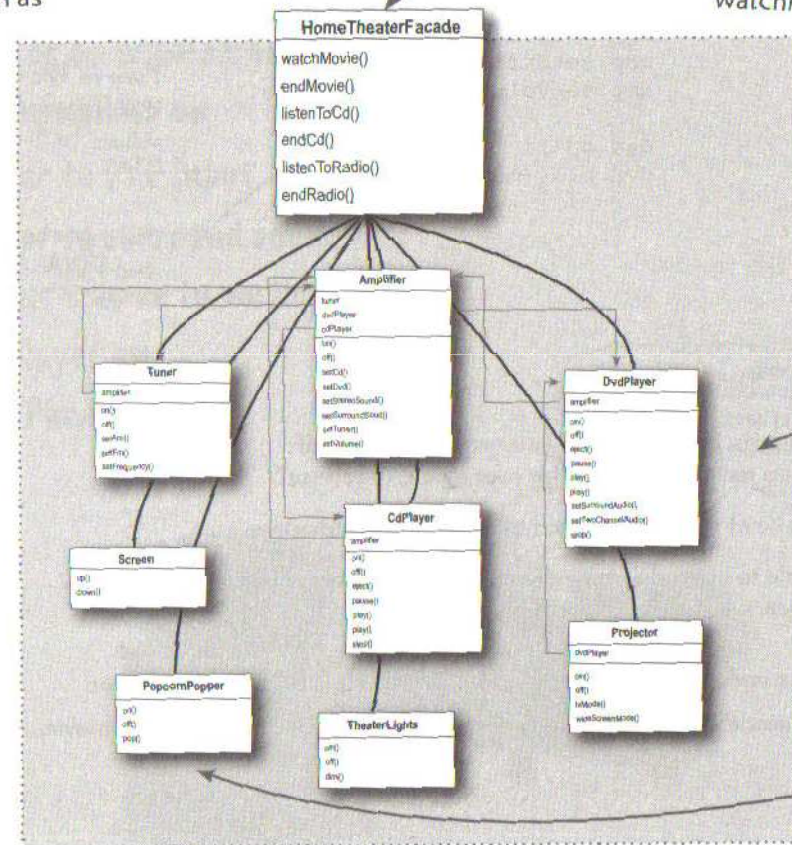 HomeTheaterFacade
watchMovie()
endMovie()
listenToCd()
endCd()
listenToRadio()
endRadio()
Amplifier
tuner
dvdPlayer
cdPlayer
on()
off()
setCd()
setDvd()
setStereoSound()
setSurroundSoud()
setTuner()
setVolume()
Tuner
amplifier
on()
off()
setAm()
setFm()
setFrequency()
DvdPlayer
amplifier
on()
off()
eject()
pause()
play()
play()
setSurroundAudio()
setTwoChannelAudio()
stop()
Screen
up()
down()
CdPlayer
amplifier
on()
off()
eject()
pause()
play()
play()
stop()
Projector
dvdPlayer
on()
off()
tvMode()
wideScreenMode()
PopcornPopper
on()
off()
pop()
TheaterLights
on()
off()
dim()